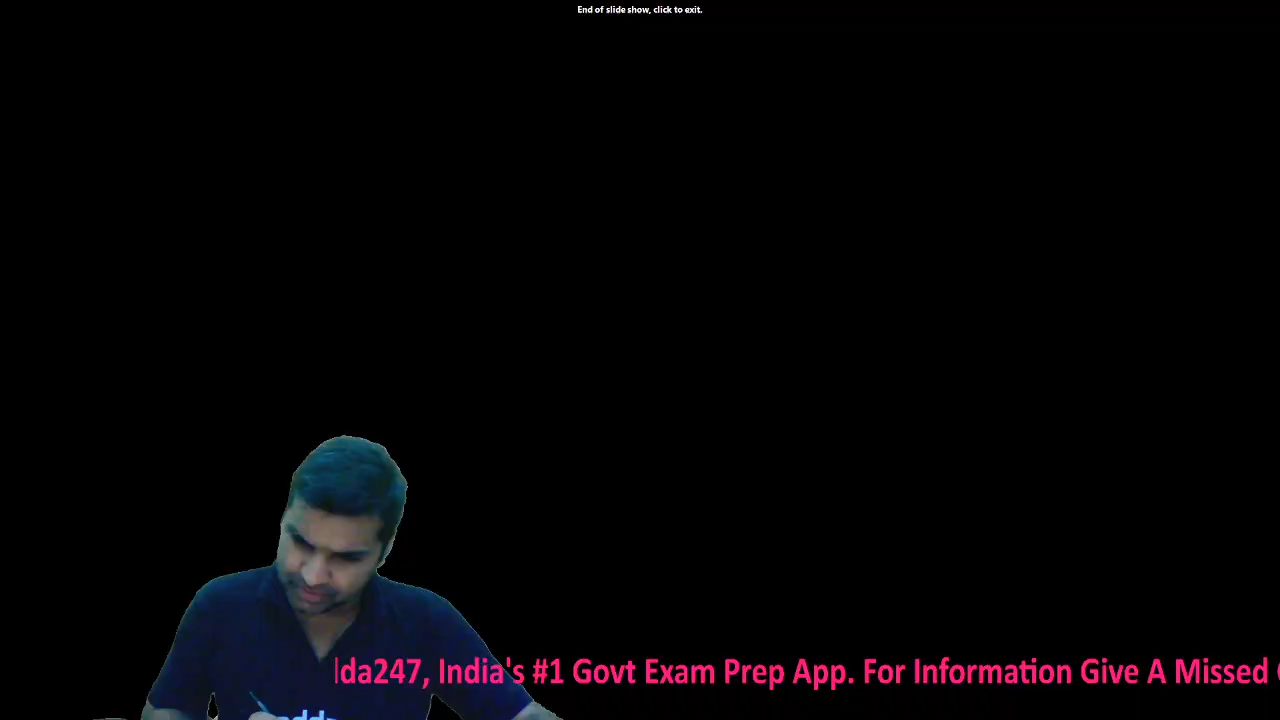 End of slide show, click to exit.
da247, India's #1 Govt Exam Prep App. For Information Give A Missed